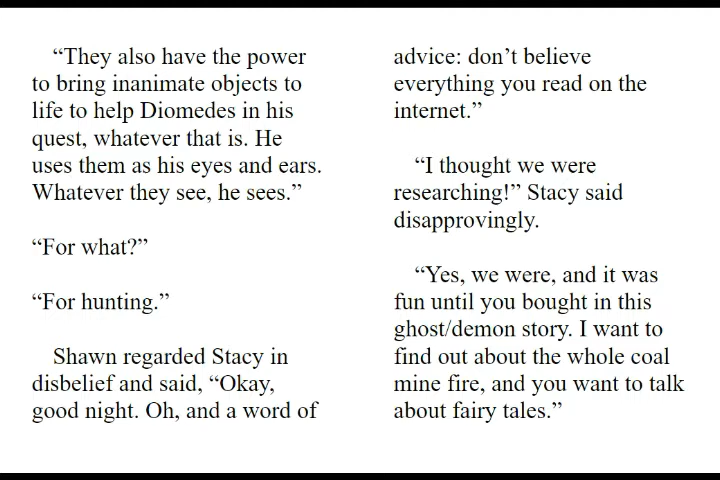 “They also have the power
to bring inanimate objects to
life to help Diomedes in his
quest, whatever that is. He
uses them as his eyes and ears.
Whatever they see, he sees.”
“For what?”
“For hunting.”
Shawn regarded Stacy in
disbelief and said, “Okay,
good night. Oh, and a word of
advice: don’t believe
everything you read on the
internet.”
“I thought we were
researching!” Stacy said
disapprovingly.
“Yes, we were, and it was
fun until you bought in this
ghost/demon story. I want to
find out about the whole coal
mine fire, and you want to talk
about fairy tales.”